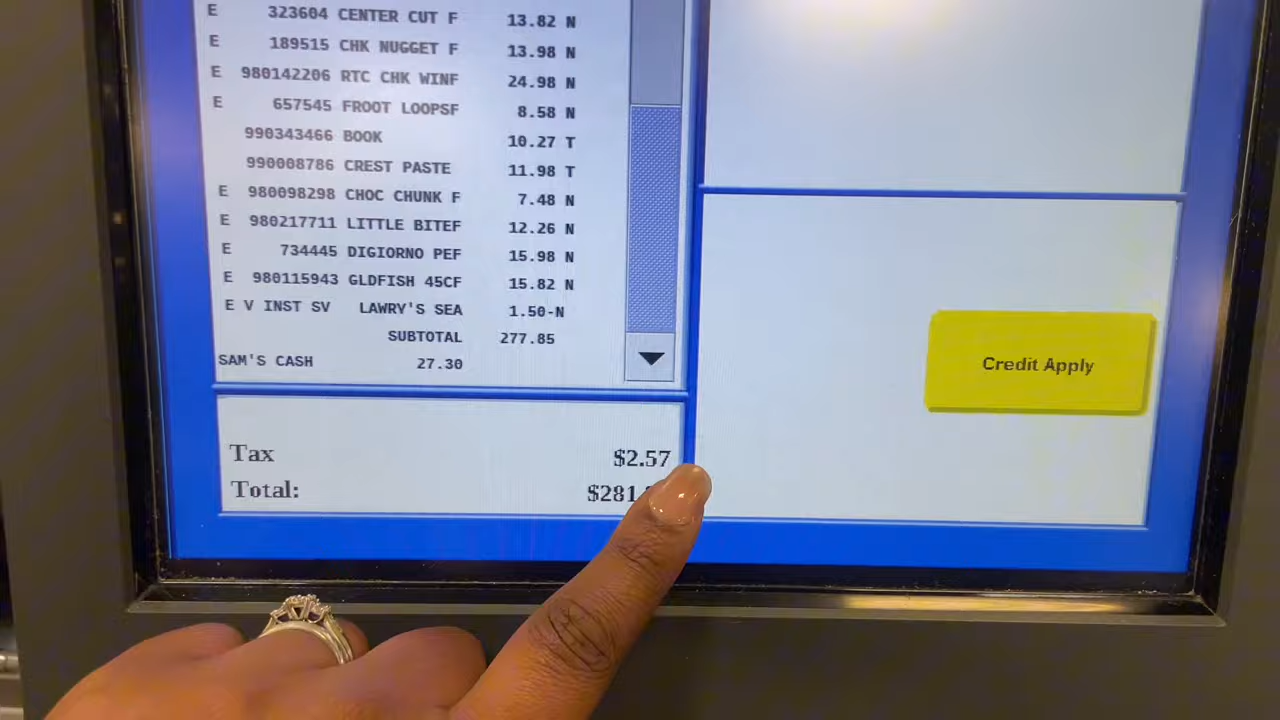 E 323604 CENTER CUT F 13.82 N
E 189515 CHK NUGGET F 13.98 N
E 980142206 RTC CHK WINF 24.98 N
E 657545 FROOT LOOPSF 8.58 N
990343466 BOOK 10.27 T
990008786 CREST PASTE 11.98 T
E 980098298 CHOC CHUNK F 7.48 N
E 980217711 LITTLE BITEF 12.26 N
E 734445 DIGIORNO PEF 15.98 N
E 980115943 GLDFISH 45CF 15.82 N
E V INST SV LAWRY'S SEA 1.50-N
SUBTOTAL 277.85
SAM'S CASH 27.30
Tax $2.57
Total: $281.
Credit Apply